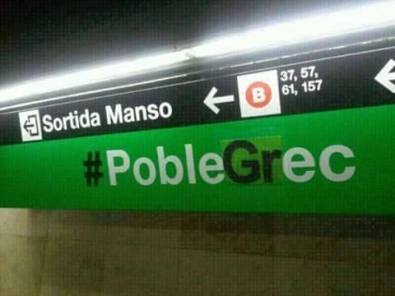 Sortida Manso B 37, 57,
61, 157
#PobleGrec